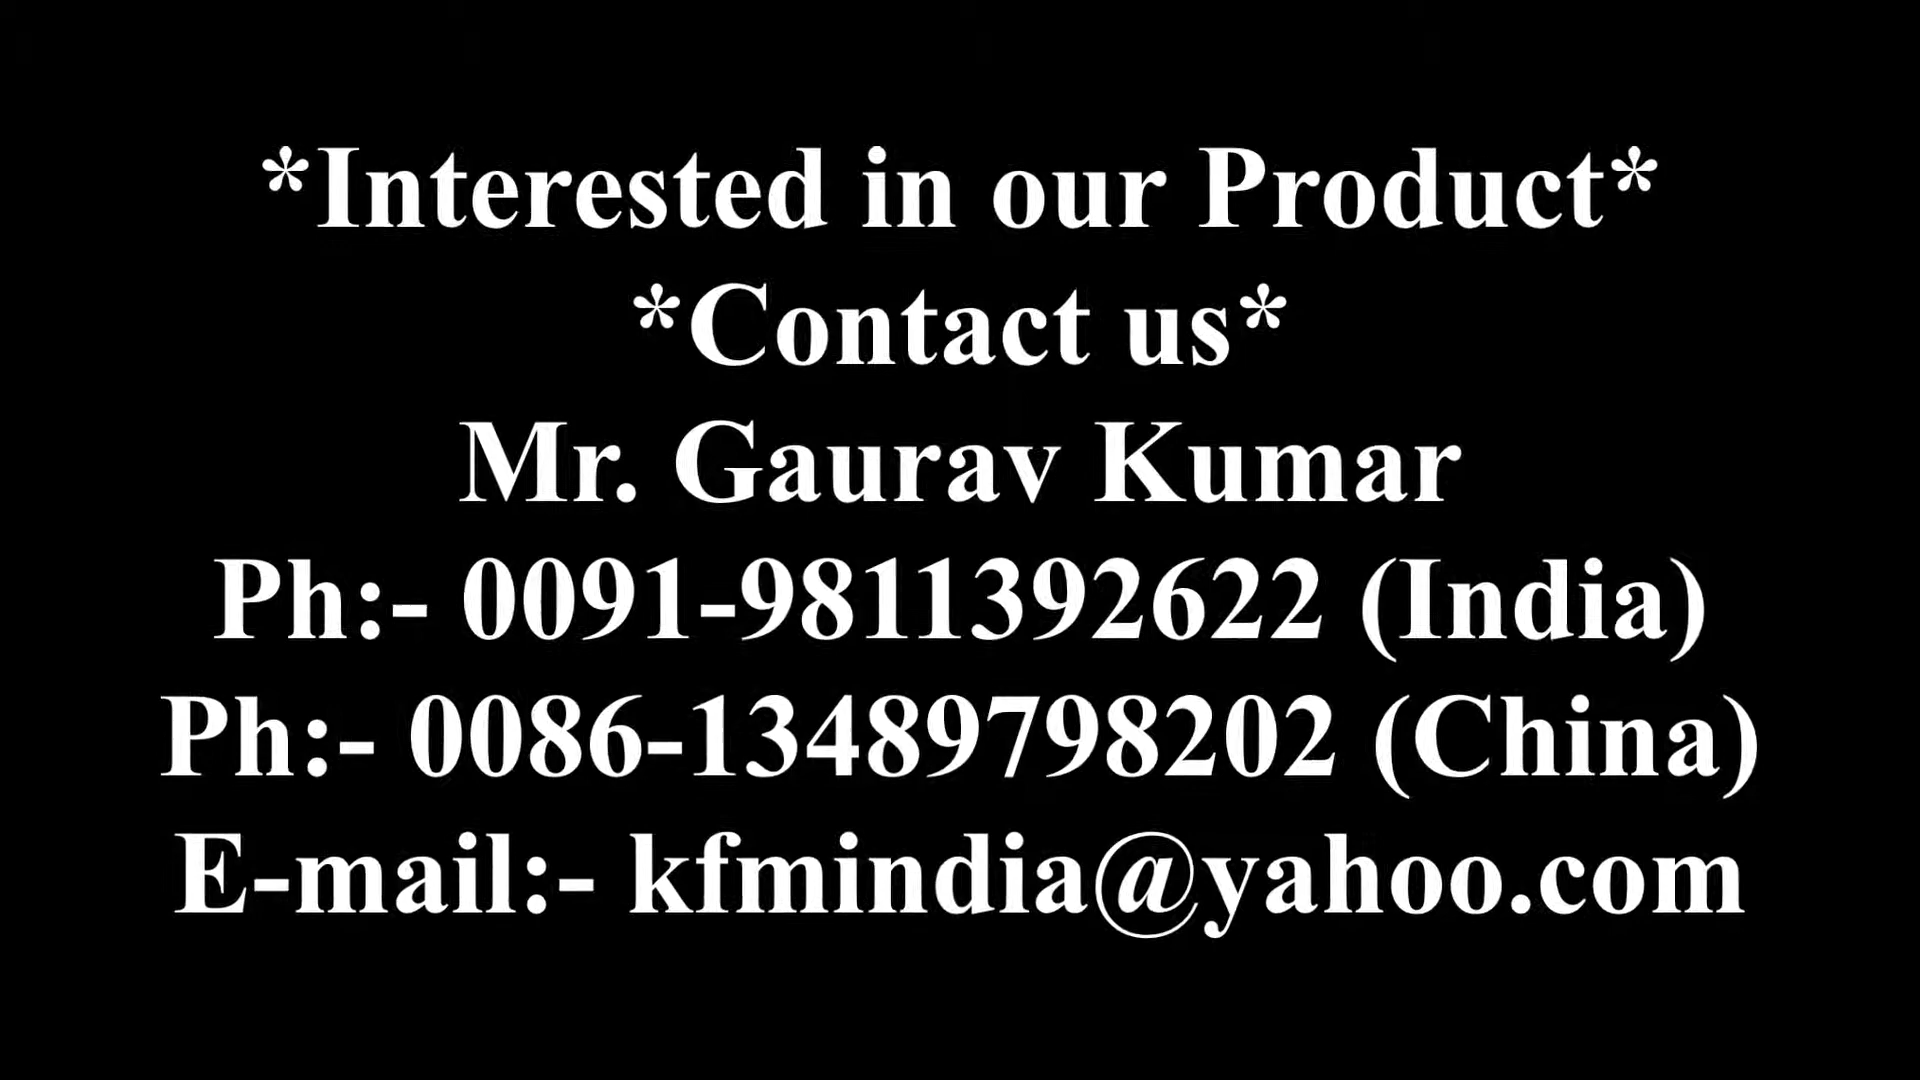 *Interested in our Product*
*Contact us*
Mr. Gaurav Kumar
Ph:- 0091-9811392622 (India)
Ph:- 0086-13489798202 (China)
E-mail:- kfmindia@yahoo.com